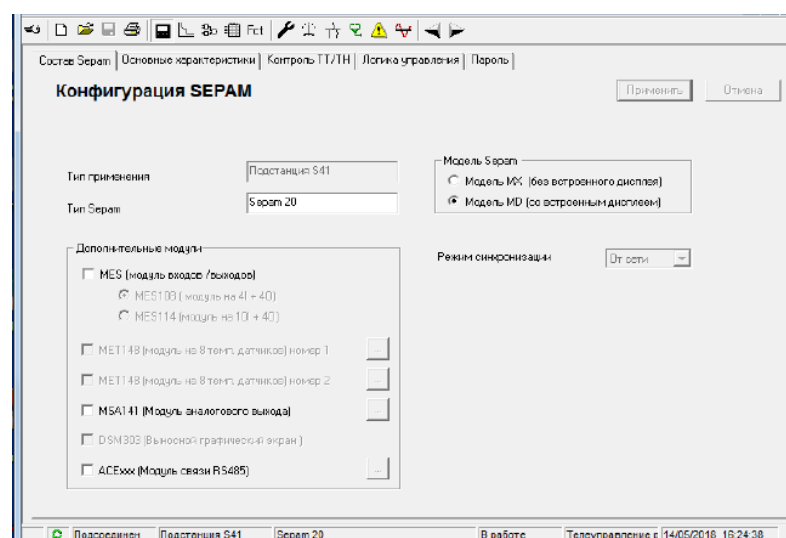 Fct
Состав Sepam Основные характеристики Контроль ТТ/ТН Логика управления Пароль
Конфигурация SEPAM
Применить Отмена
Тип применения
Подстанция S41
Тип Sepam
Sepam 20
Модель Sepam
Модель MX (без встроенного дисплея)
Модель MD (со встроенным дисплеем)
Режим синхронизации
От сети
Дополнительные модули
MES (модуль входов /выходов)
MES108 ( модуль на 4I + 4O)
MES114 (модуль на 10I + 4O)
MET148 (модуль на 8 темп. датчиков) номер 1
...
MET148 (модуль на 8 темп. датчиков) номер 2
...
MSA141 (Модуль аналогового выхода)
...
DSM303 (Выносной графический экран )
ACExxx (Модуль связи RS485)
...
Подсоединен Подстанция S41 Sepam 20 В работе Телеуправление р 14/05/2018 16:24:38